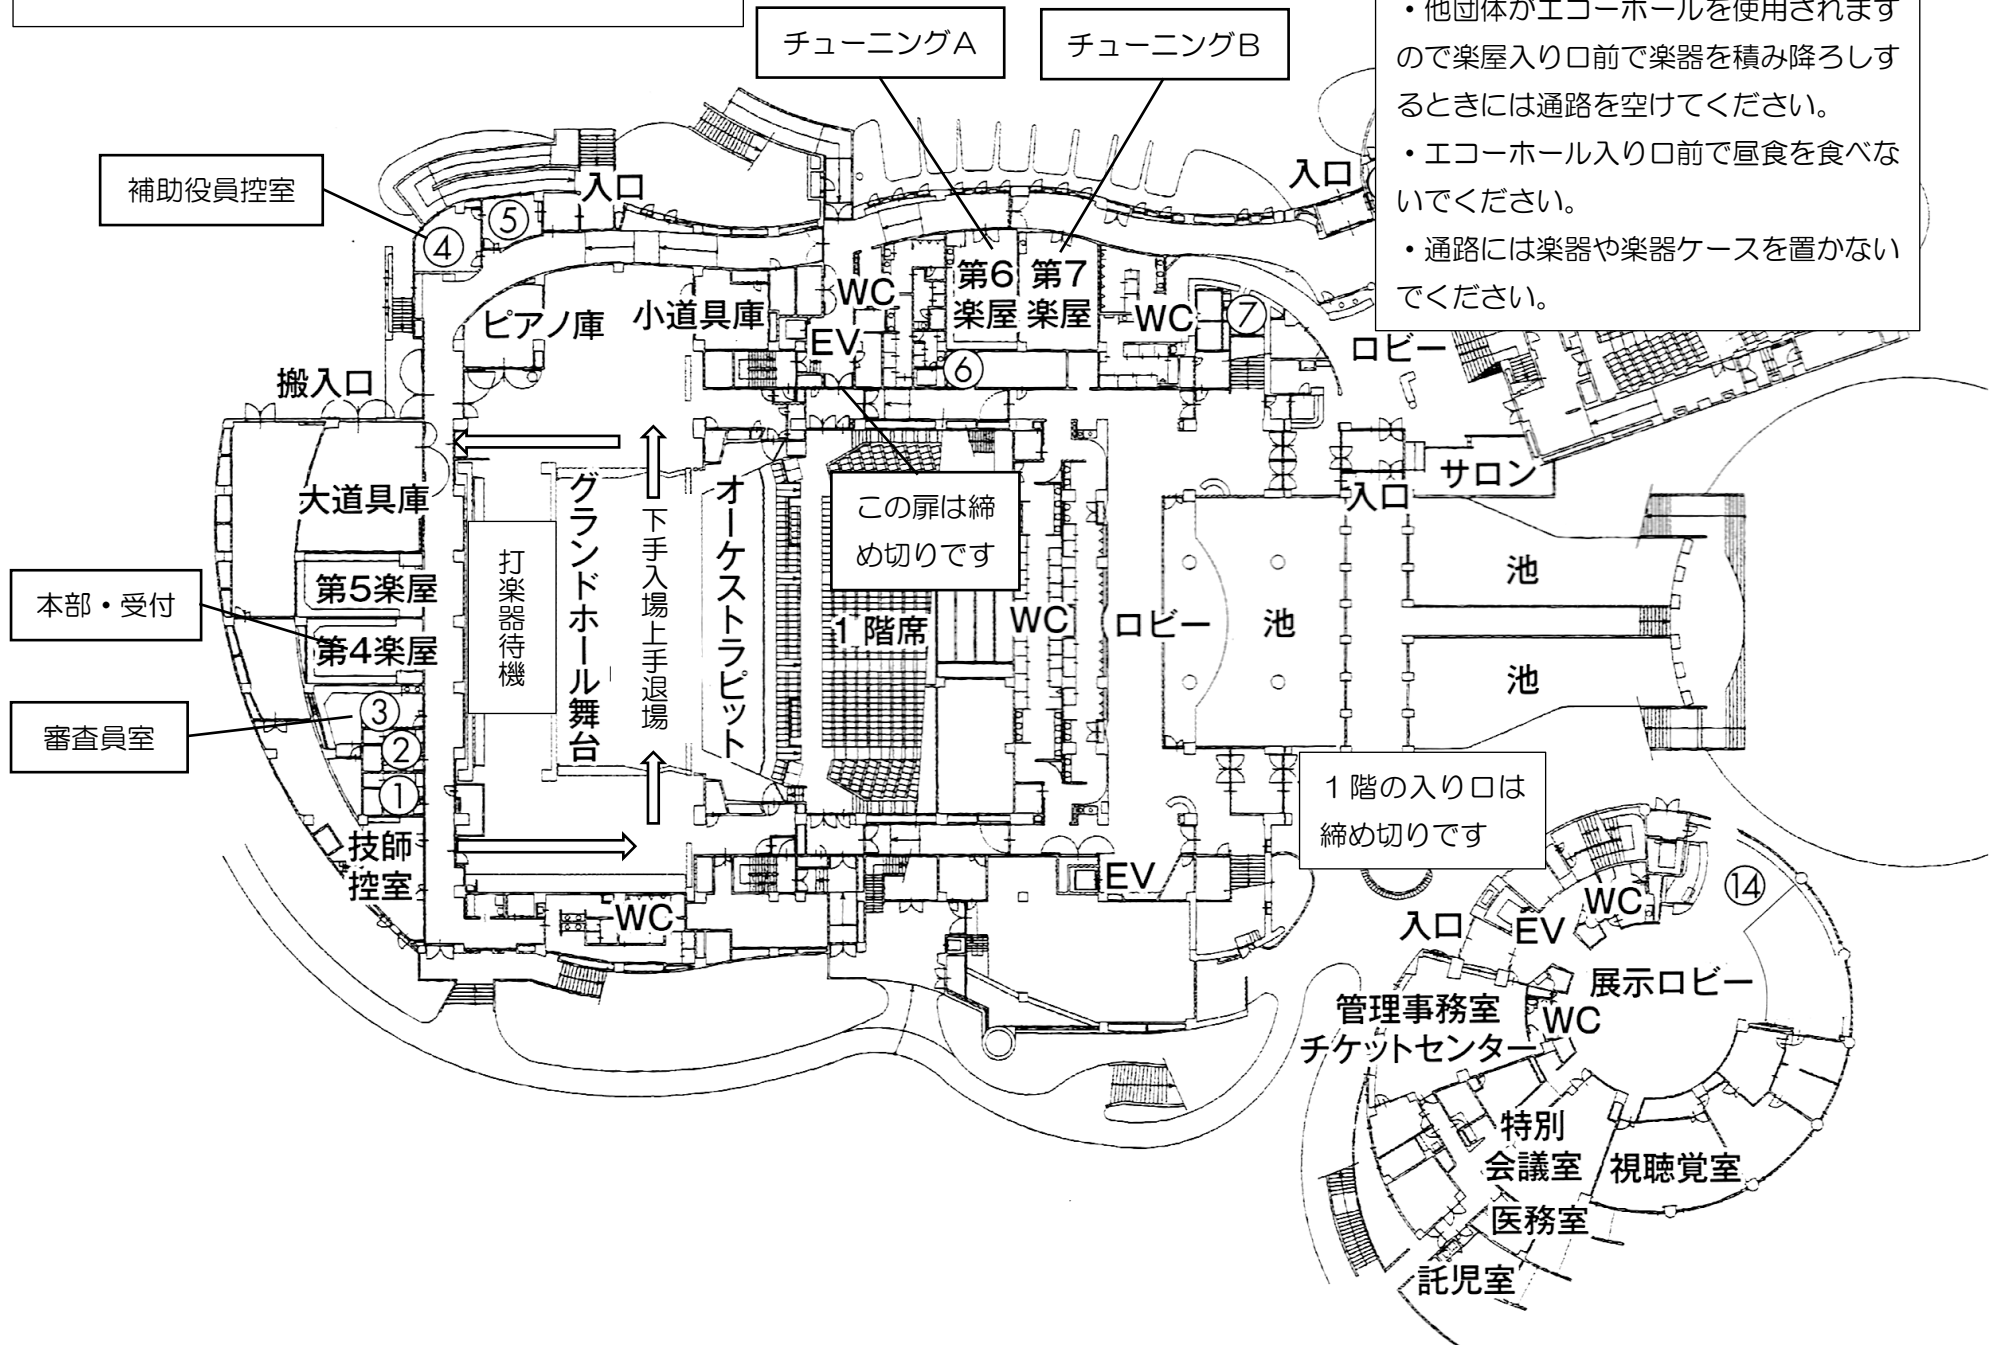 ・他団体がエコーホールを使用されます
ので楽屋入り口前で楽器を積み降ろしす
るときには通路を空けてください。
・エコーホール入り口前で昼食を食べな
いでください。
・通路には楽器や楽器ケースを置かない
でください。
チューニングA
チューニングB
補助役員控室
入口
入口
⑤
④
第6
楽屋
第7
楽屋
WC
WC
⑦
ピアノ庫
小道具庫
EV
⑥
ロビー
搬入口
大道具庫
グランドホール舞台
下手入場上手退場
オーケストラピット
この扉は締
め切りです
サロン
入口
打楽器待機
第5楽屋
本部・受付
第4楽屋
1階席
WC
ロビー
池
池
池
審査員室
③
②
①
1階の入り口は
締め切りです
技師
控室
WC
EV
⑭
WC
入口
EV
展示ロビー
管理事務室
チケットセンター
WC
特別
会議室
視聴覚室
医務室
託児室